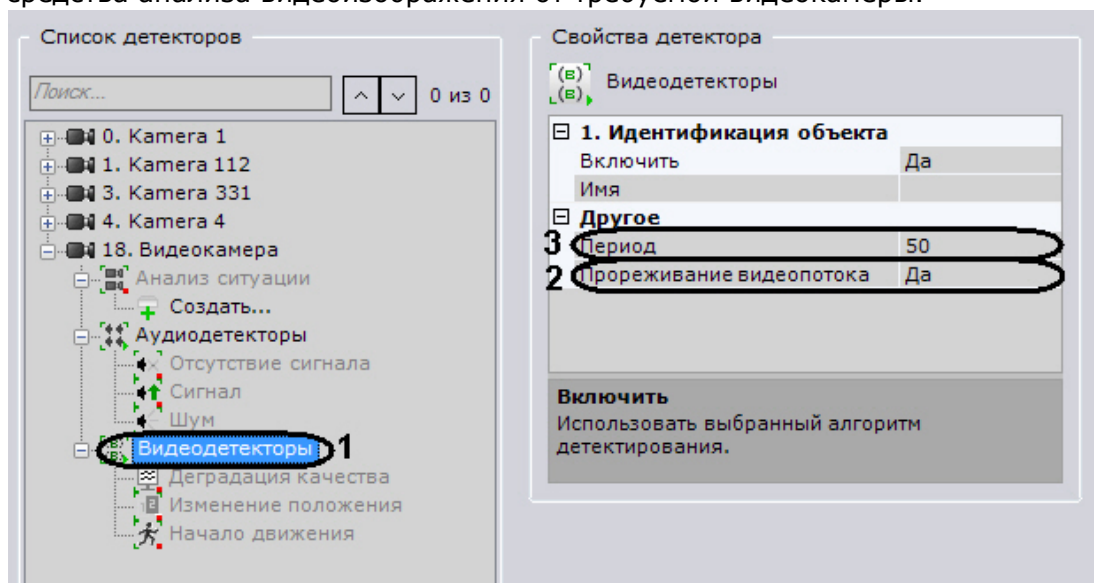 средства анализа видеоизображения от требуемой видеокамеры.
Список детекторов
Поиск...
0 из 0
0. Kamera 1
1. Kamera 112
3. Kamera 331
4. Kamera 4
18. Видеокамера
Анализ ситуации
Создать...
Аудиодетекторы
Отсутствие сигнала
Сигнал
Шум
Видеодетекторы 1
Деградация качества
Изменение положения
Начало движения
Свойства детектора
Видеодетекторы
1. Идентификация объекта
Включить Да
Имя
Другое
3 Период 50
2 Прореживание видеопотока Да
Включить
Использовать выбранный алгоритм
детектирования.